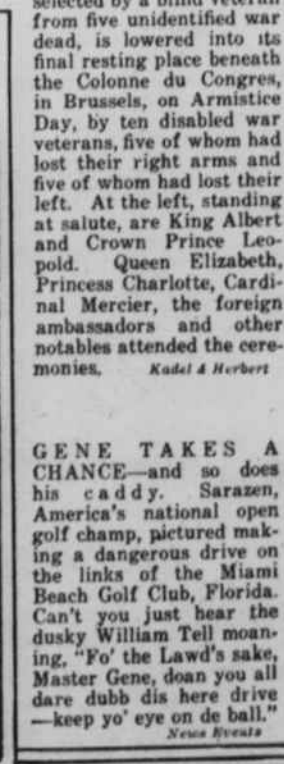 selected by a blind veteran
from five unidentified war
dead, is lowered into its
final resting place beneath
the Colonne du Congres,
in Brussels, on Armistice
Day, by ten disabled war
veterans, five of whom had
lost their right arms and
five of whom had lost their
left. At the left, standing
at salute, are King Albert
and Crown Prince Leo-
pold. Queen Elizabeth,
Princess Charlotte, Cardi-
nal Mercier, the foreign
ambassadors and other
notables attended the cere-
monies. Kadel & Herbert
GENE TAKES A
CHANCE—and so does
his caddy. Sarazen,
America's national open
golf champ, pictured mak-
ing a dangerous drive on
the links of the Miami
Beach Golf Club, Florida.
Can't you just hear the
dusky William Tell moan-
ing, "Fo' the Lawd's sake,
Master Gene, doan you all
dare dubb dis here drive
—keep yo' eye on de ball."
News Events